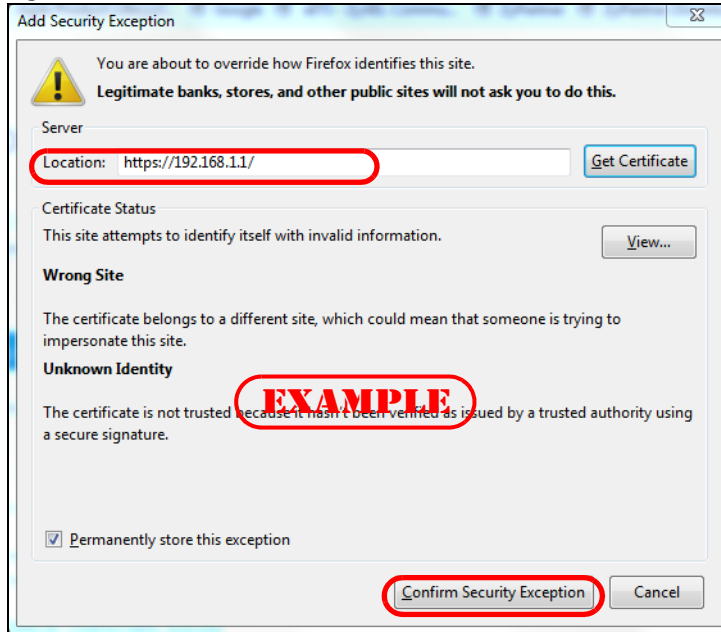 Add Security Exception
You are about to override how Firefox identifies this site.
Legitimate banks, stores, and other public sites will not ask you to do this.
Server
Location: https://192.168.1.1/ Get Certificate
Certificate Status
This site attempts to identify itself with invalid information. View...
Wrong Site
The certificate belongs to a different site, which could mean that someone is trying to
impersonate this site.
Unknown Identity
EXAMPLE
The certificate is not trusted because it hasn't been verified as issued by a trusted authority using
a secure signature.
Permanently store this exception
Confirm Security Exception Cancel